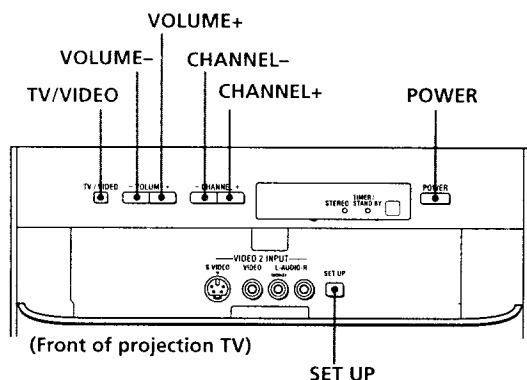 VOLUME+
VOLUME– CHANNEL–
TV/VIDEO CHANNEL+ POWER
TV / VIDEO – VOLUME + – CHANNEL + POWER
TIMER/
STEREO STAND BY
VIDEO 2 INPUT
S VIDEO VIDEO L-AUDIO-R SET UP
(MONO)
(Front of projection TV)
SET UP